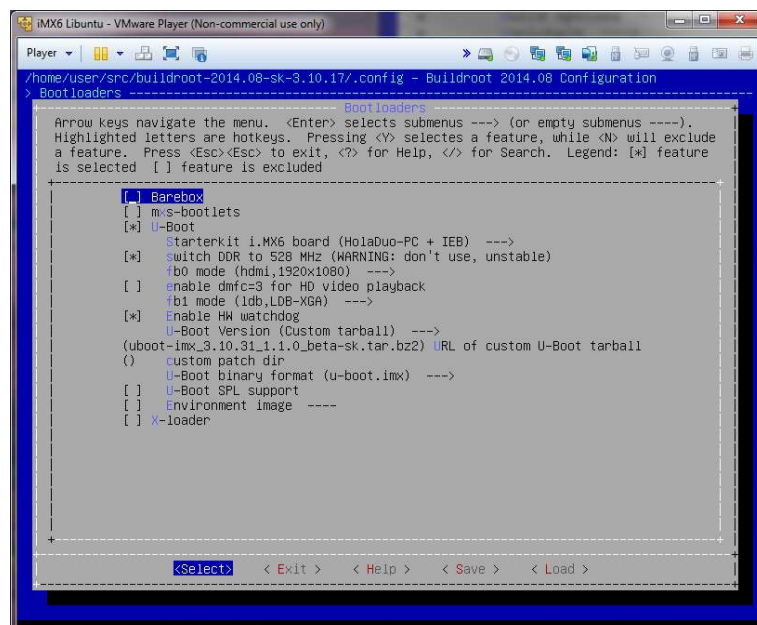 iMX6 Libuntu - VMware Player (Non-commercial use only)
Player
/home/user/src/buildroot-2014.08-sk-3.10.17/.config - Buildroot 2014.08 Configuration
> Bootloaders
Bootloaders
Arrow keys navigate the menu. <Enter> selects submenus ---> (or empty submenus ----).
Highlighted letters are hotkeys. Pressing <Y> selectes a feature, while <N> will exclude
a feature. Press <Esc><Esc> to exit, <?> for Help, </> for Search. Legend: [*] feature
is selected [ ] feature is excluded
[ ] Barebox
[ ] mxs-bootlets
[*] U-Boot
Starterkit i.MX6 board (HolaDuo-PC + IEB) --->
[*] switch DDR to 528 MHz (WARNING: don't use, unstable)
fb0 mode (hdmi,1920x1080) --->
[ ] enable dmfc=3 for HD video playback
fb1 mode (ldb,LDB-XGA) --->
[*] Enable HW watchdog
U-Boot Version (Custom tarball) --->
(uboot-imx_3.10.31_1.1.0_beta-sk.tar.bz2) URL of custom U-Boot tarball
() custom patch dir
U-Boot binary format (u-boot.imx) --->
[ ] U-Boot SPL support
[ ] Environment image ----
[ ] X-loader
<Select> < Exit > < Help > < Save > < Load >